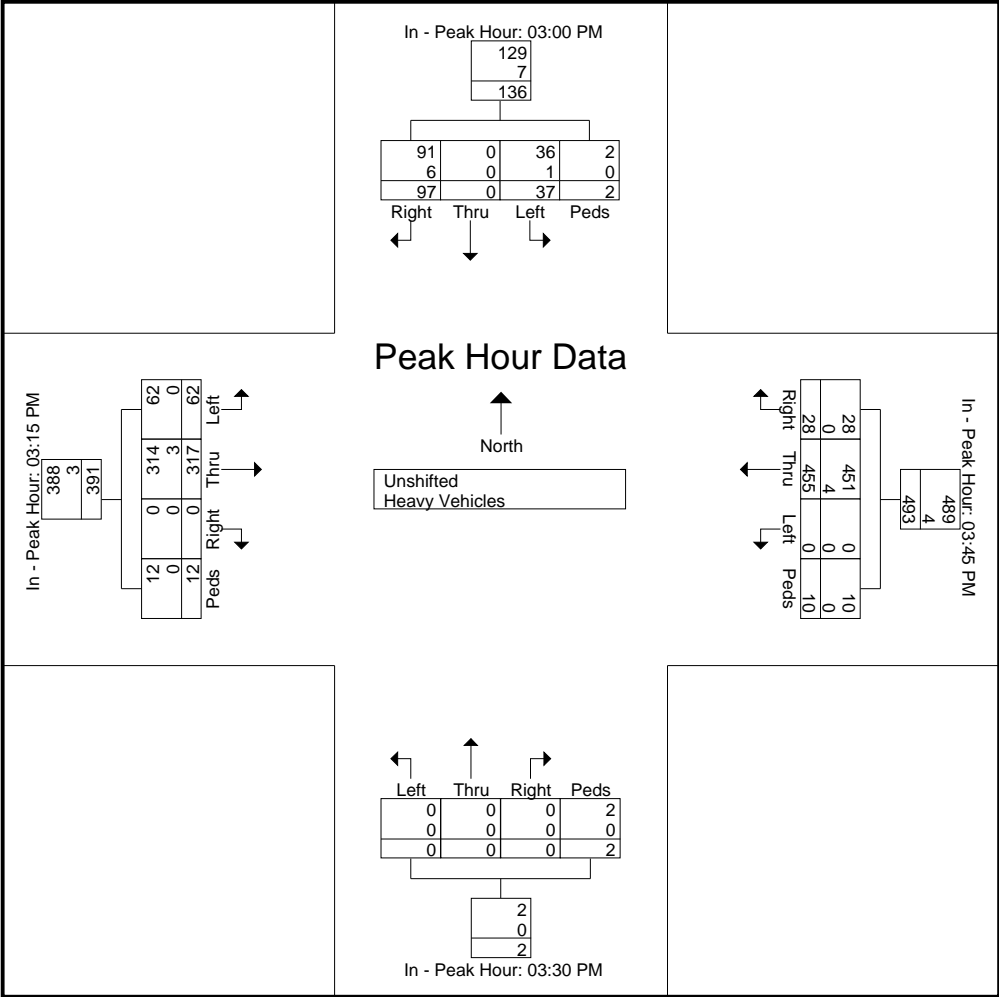 In - Peak Hour: 03:00 PM
129
7
136
91 0 36 2
6 0 1 0
97 0 37 2
Right Thru Left Peds
Peak Hour Data
North
Unshifted
Heavy Vehicles
In - Peak Hour: 03:15 PM
388
3
391
62 314 0 12
0 3 0 0
62 317 0 12
Left Thru Right Peds
In - Peak Hour: 03:45 PM
489
4
493
28 451 0 10
0 4 0 0
28 455 0 10
Right Thru Left Peds
Left Thru Right Peds
0 0 0 2
0 0 0 0
0 0 0 2
2
0
2
In - Peak Hour: 03:30 PM